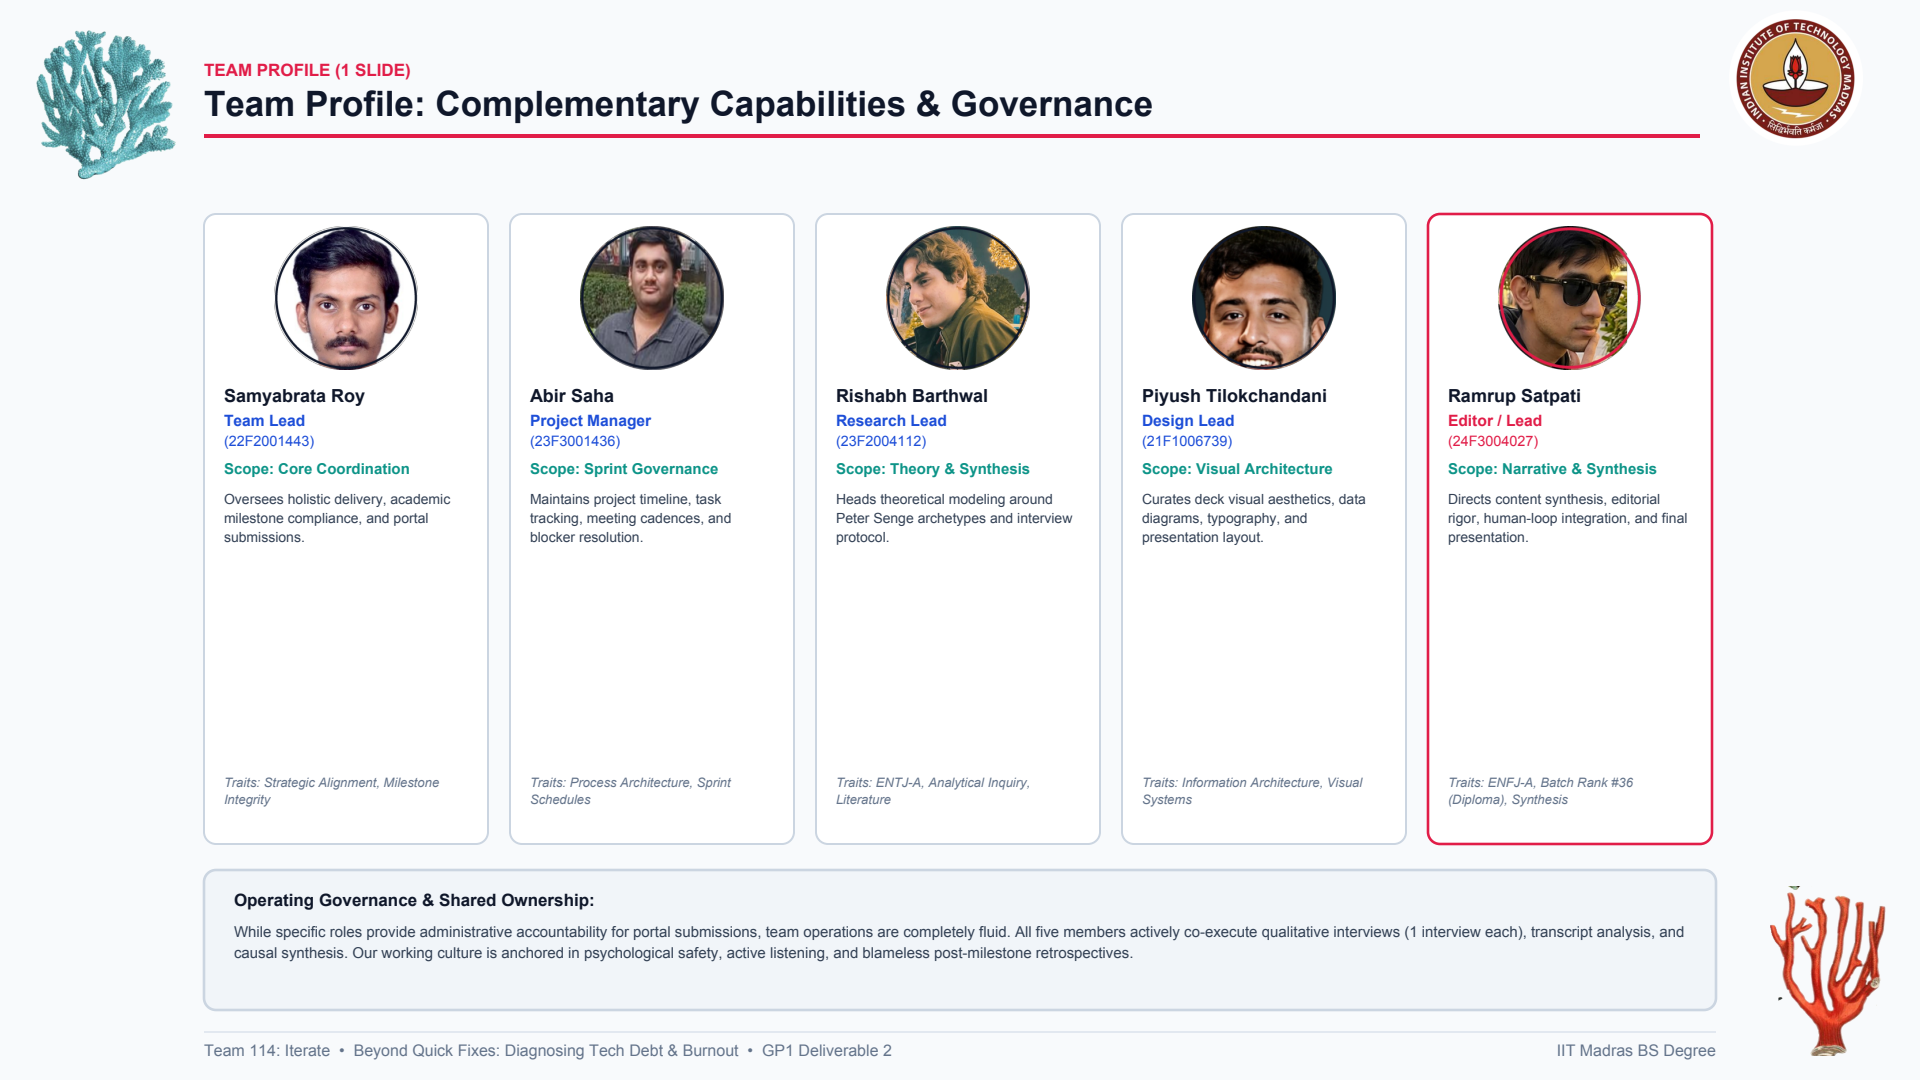 TEAM PROFILE (1 SLIDE)
Team Profile: Complementary Capabilities & Governance
INDIAN INSTITUTE OF TECHNOLOGY MADRAS
सिद्धिर्भवति कर्मजा
Samyabrata Roy
Team Lead
(22F2001443)
Scope: Core Coordination
Oversees holistic delivery, academic
milestone compliance, and portal
submissions.
Traits: Strategic Alignment, Milestone
Integrity
Abir Saha
Project Manager
(23F3001436)
Scope: Sprint Governance
Maintains project timeline, task
tracking, meeting cadences, and
blocker resolution.
Traits: Process Architecture, Sprint
Schedules
Rishabh Barthwal
Research Lead
(23F2004112)
Scope: Theory & Synthesis
Heads theoretical modeling around
Peter Senge archetypes and interview
protocol.
Traits: ENTJ-A, Analytical Inquiry,
Literature
Piyush Tilokchandani
Design Lead
(21F1006739)
Scope: Visual Architecture
Curates deck visual aesthetics, data
diagrams, typography, and
presentation layout.
Traits: Information Architecture, Visual
Systems
Ramrup Satpati
Editor / Lead
(24F3004027)
Scope: Narrative & Synthesis
Directs content synthesis, editorial
rigor, human-loop integration, and final
presentation.
Traits: ENFJ-A, Batch Rank #36
(Diploma), Synthesis
Operating Governance & Shared Ownership:
While specific roles provide administrative accountability for portal submissions, team operations are completely fluid. All five members actively co-execute qualitative interviews (1 interview each), transcript analysis, and
causal synthesis. Our working culture is anchored in psychological safety, active listening, and blameless post-milestone retrospectives.
Team 114: Iterate • Beyond Quick Fixes: Diagnosing Tech Debt & Burnout • GP1 Deliverable 2
IIT Madras BS Degree